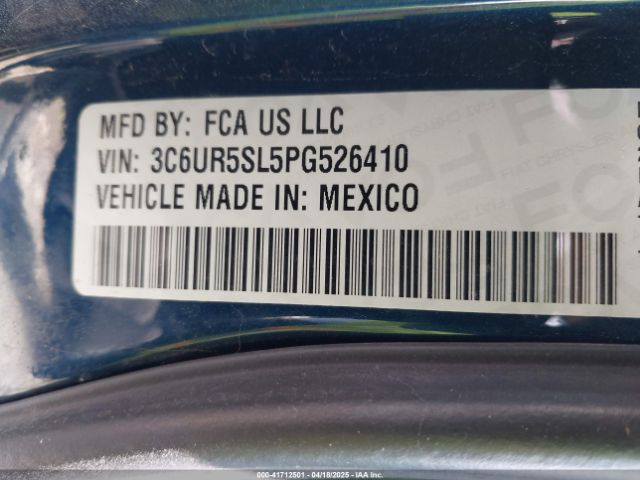 MFD BY: FCA US LLC
VIN: 3C6UR5SL5PG526410
VEHICLE MADE IN: MEXICO
000-41712501 - 04/18/2025 - IAA Inc.